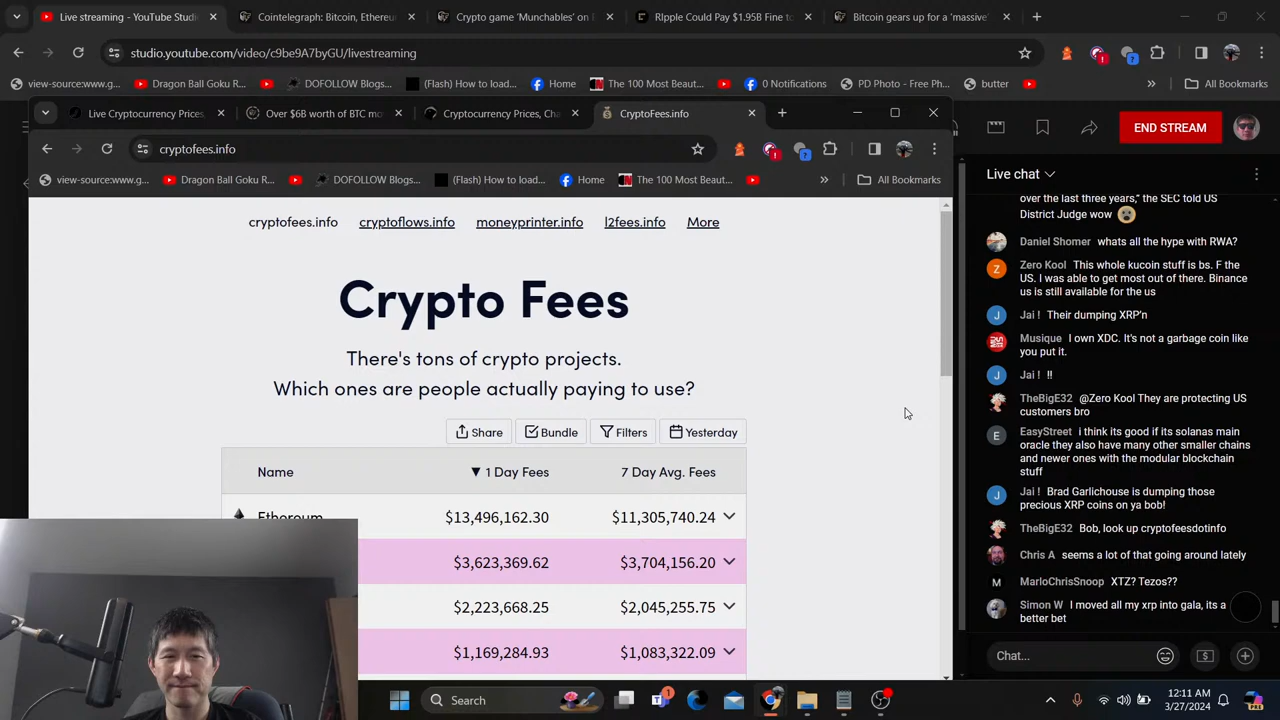 Live streaming - YouTube Studi
Cointelegraph: Bitcoin, Ethereu
Crypto game 'Munchables' on
RIpple Could Pay $1.95B Fine to
Bitcoin gears up for a 'massive'
studio.youtube.com/video/c9be9A7byGU/livestreaming
view-source:www.g...
Dragon Ball Goku R...
DOFOLLOW Blogs...
(Flash) How to load...
Home
The 100 Most Beaut...
0 Notifications
PD Photo - Free Ph...
butter
All Bookmarks
Live Cryptocurrency Prices,
Over $6B worth of BTC mo
Cryptocurrency Prices, Cha
CryptoFees.info
cryptofees.info
view-source:www.g...
Dragon Ball Goku R...
DOFOLLOW Blogs...
(Flash) How to load...
Home
The 100 Most Beaut...
All Bookmarks
cryptofees.info
cryptoflows.info
moneyprinter.info
l2fees.info
More
Crypto Fees
There's tons of crypto projects.
Which ones are people actually paying to use?
Share
Bundle
Filters
Yesterday
Name
▼ 1 Day Fees
7 Day Avg. Fees
Ethereum
$13,496,162.30
$11,305,740.24
$3,623,369.62
$3,704,156.20
$2,223,668.25
$2,045,255.75
$1,169,284.93
$1,083,322.09
END STREAM
Live chat
over the last three years," the SEC told US
District Judge wow
Daniel Shomer whats all the hype with RWA?
Zero Kool This whole kucoin stuff is bs. F the
US. I was able to get most out of there. Binance
us is still available for the us
Jai ! Their dumping XRP'n
Musique I own XDC. It's not a garbage coin like
you put it.
Jai ! !!
TheBigE32 @Zero Kool They are protecting US
customers bro
EasyStreet i think its good if its solanas main
oracle they also have many other smaller chains
and newer ones with the modular blockchain
stuff
Jai ! Brad Garlichouse is dumping those
precious XRP coins on ya bob!
TheBigE32 Bob, look up cryptofeesdotinfo
Chris A seems a lot of that going around lately
MarloChrisSnoop XTZ? Tezos??
Simon W I moved all my xrp into gala, its a
better bet
Chat...
Search
12:11 AM
3/27/2024